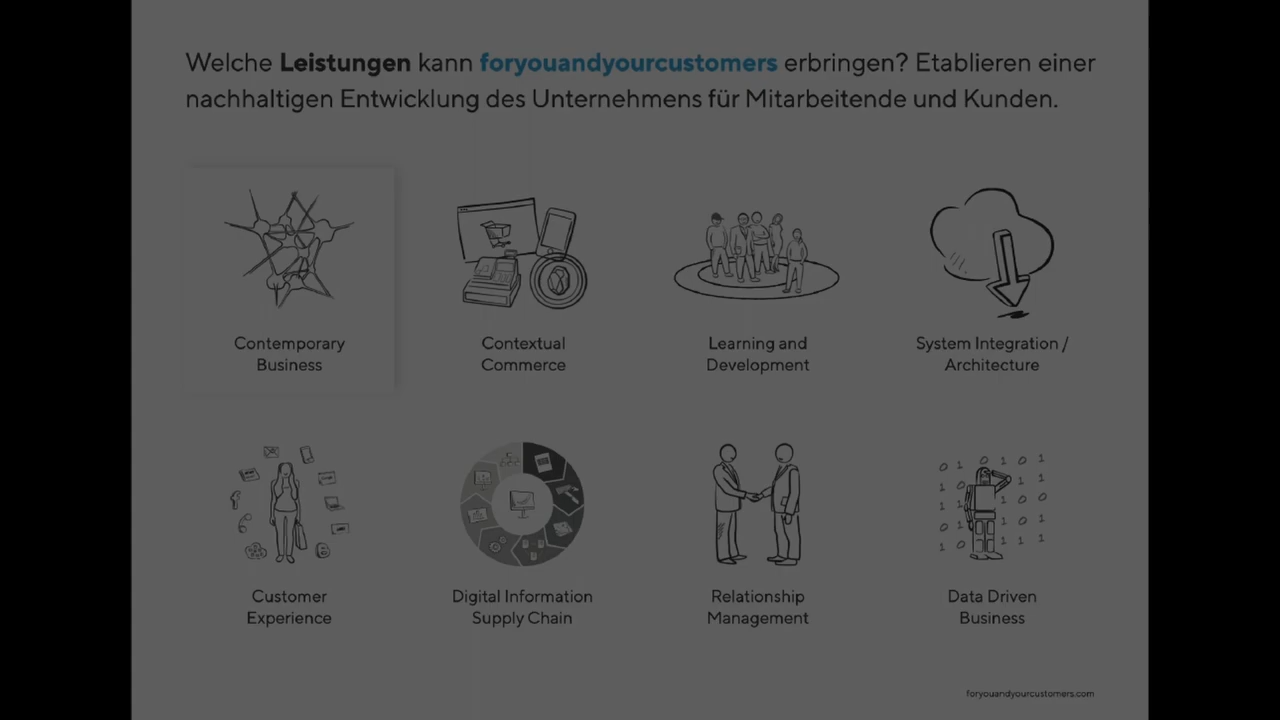 Welche Leistungen kann foryouandyourcustomers erbringen? Etablieren einer
nachhaltigen Entwicklung des Unternehmens für Mitarbeitende und Kunden.
Contemporary
Business
Contextual
Commerce
Learning and
Development
System Integration /
Architecture
Customer
Experience
Digital Information
Supply Chain
Relationship
Management
Data Driven
Business
foryouandyourcustomers.com